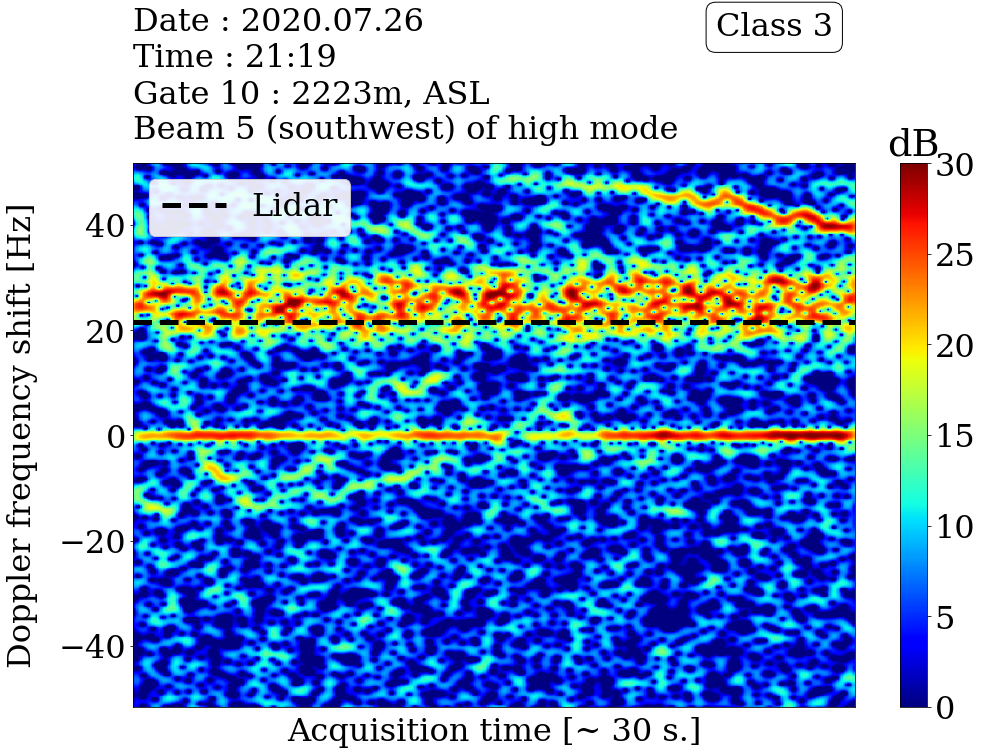 Date : 2020.07.26
Time : 21:19
Gate 10 : 2223m, ASL
Beam 5 (southwest) of high mode
Class 3
dB
30
25
20
15
10
5
0
Lidar
Doppler frequency shift [Hz]
40
20
0
−20
−40
Acquisition time [~ 30 s.]